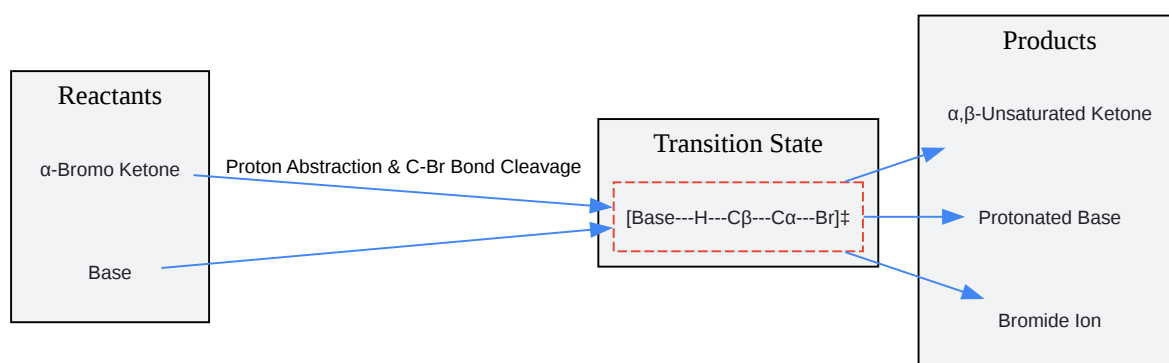 Reactants
α-Bromo Ketone
Base
Proton Abstraction & C-Br Bond Cleavage
Transition State
[Base---H---Cβ---Cα---Br]‡
Products
α,β-Unsaturated Ketone
Protonated Base
Bromide Ion